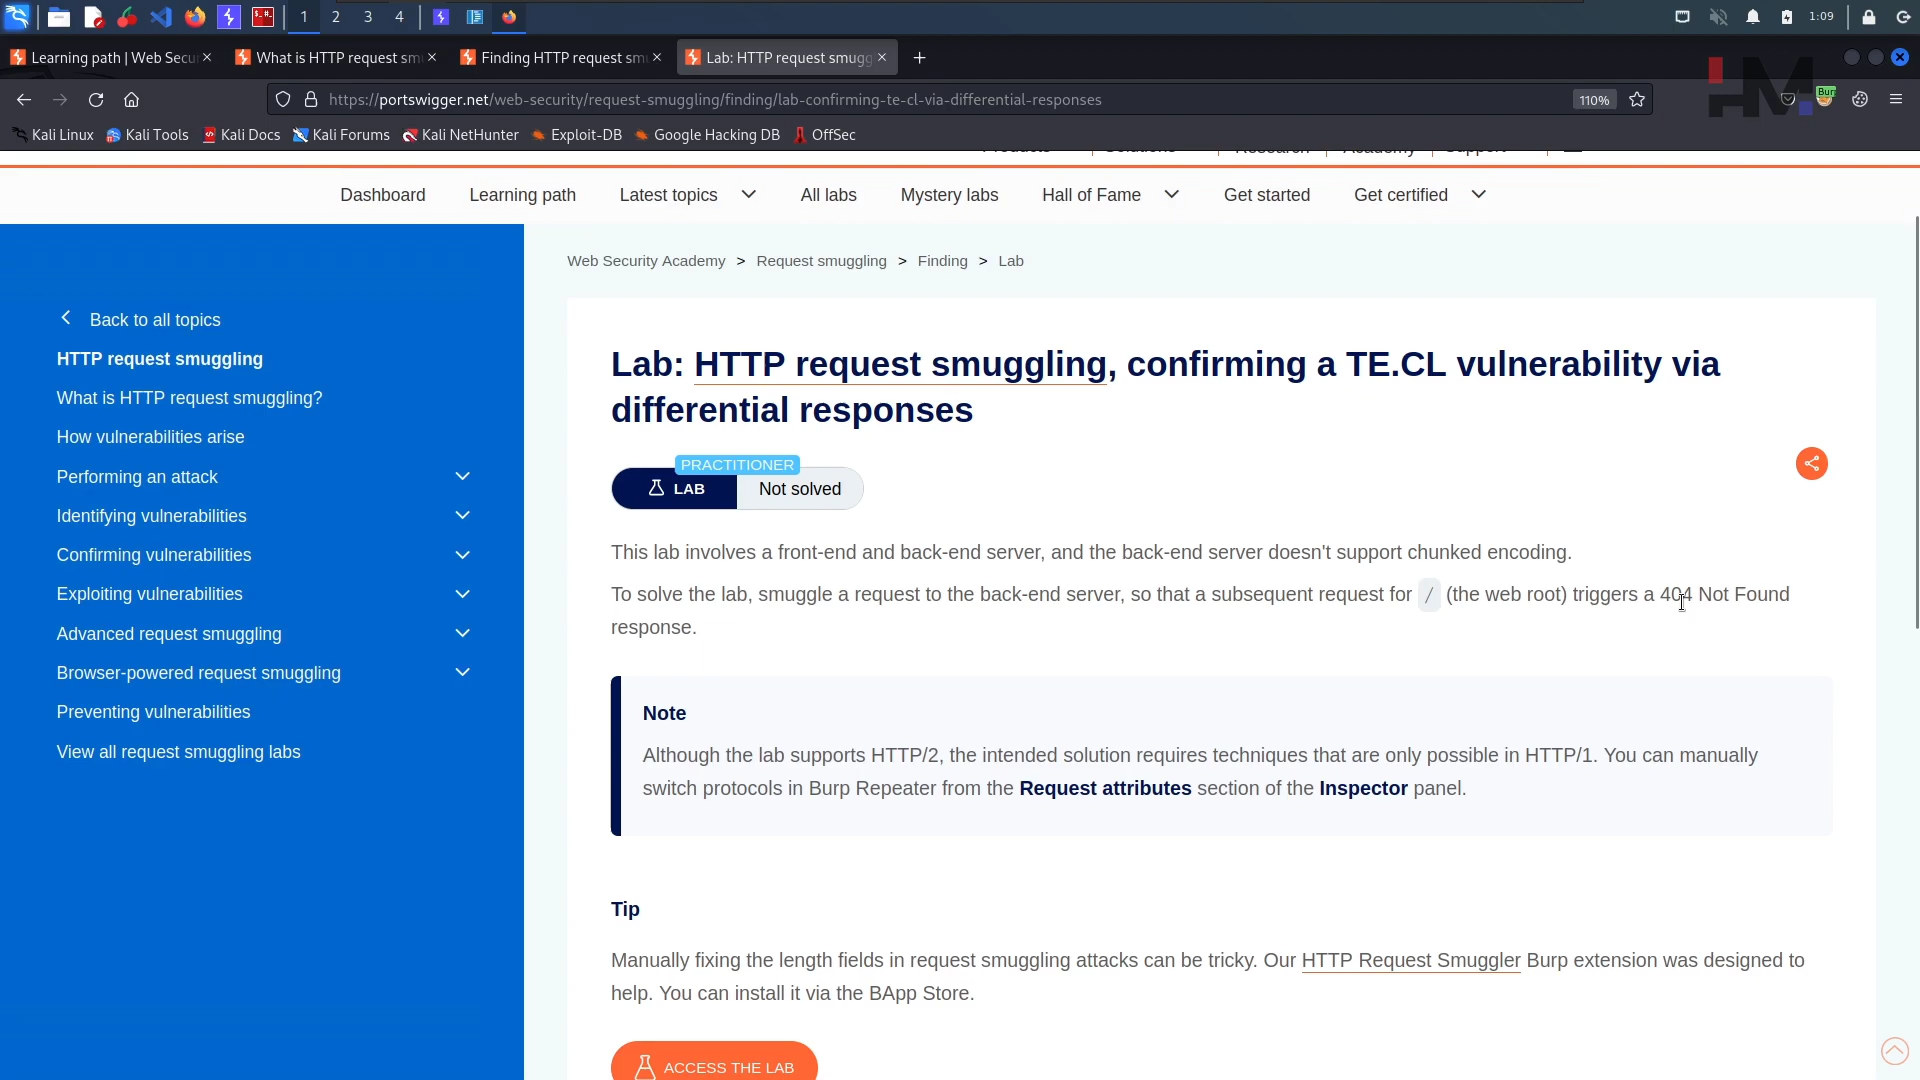 1 2 3 4
1:09
Learning path | Web Secu
What is HTTP request sm
Finding HTTP request sm
Lab: HTTP request smugg
https://portswigger.net/web-security/request-smuggling/finding/lab-confirming-te-cl-via-differential-responses
110%
HM
Bur
Kali Linux Kali Tools Kali Docs Kali Forums Kali NetHunter Exploit-DB Google Hacking DB OffSec
Products Solutions Research Academy Support
Dashboard Learning path Latest topics All labs Mystery labs Hall of Fame Get started Get certified
Web Security Academy > Request smuggling > Finding > Lab
Back to all topics
HTTP request smuggling
What is HTTP request smuggling?
How vulnerabilities arise
Performing an attack
Identifying vulnerabilities
Confirming vulnerabilities
Exploiting vulnerabilities
Advanced request smuggling
Browser-powered request smuggling
Preventing vulnerabilities
View all request smuggling labs
Lab: HTTP request smuggling, confirming a TE.CL vulnerability via
differential responses
PRACTITIONER
LAB Not solved
This lab involves a front-end and back-end server, and the back-end server doesn't support chunked encoding.
To solve the lab, smuggle a request to the back-end server, so that a subsequent request for / (the web root) triggers a 404 Not Found
response.
Note
Although the lab supports HTTP/2, the intended solution requires techniques that are only possible in HTTP/1. You can manually
switch protocols in Burp Repeater from the Request attributes section of the Inspector panel.
Tip
Manually fixing the length fields in request smuggling attacks can be tricky. Our HTTP Request Smuggler Burp extension was designed to
help. You can install it via the BApp Store.
ACCESS THE LAB